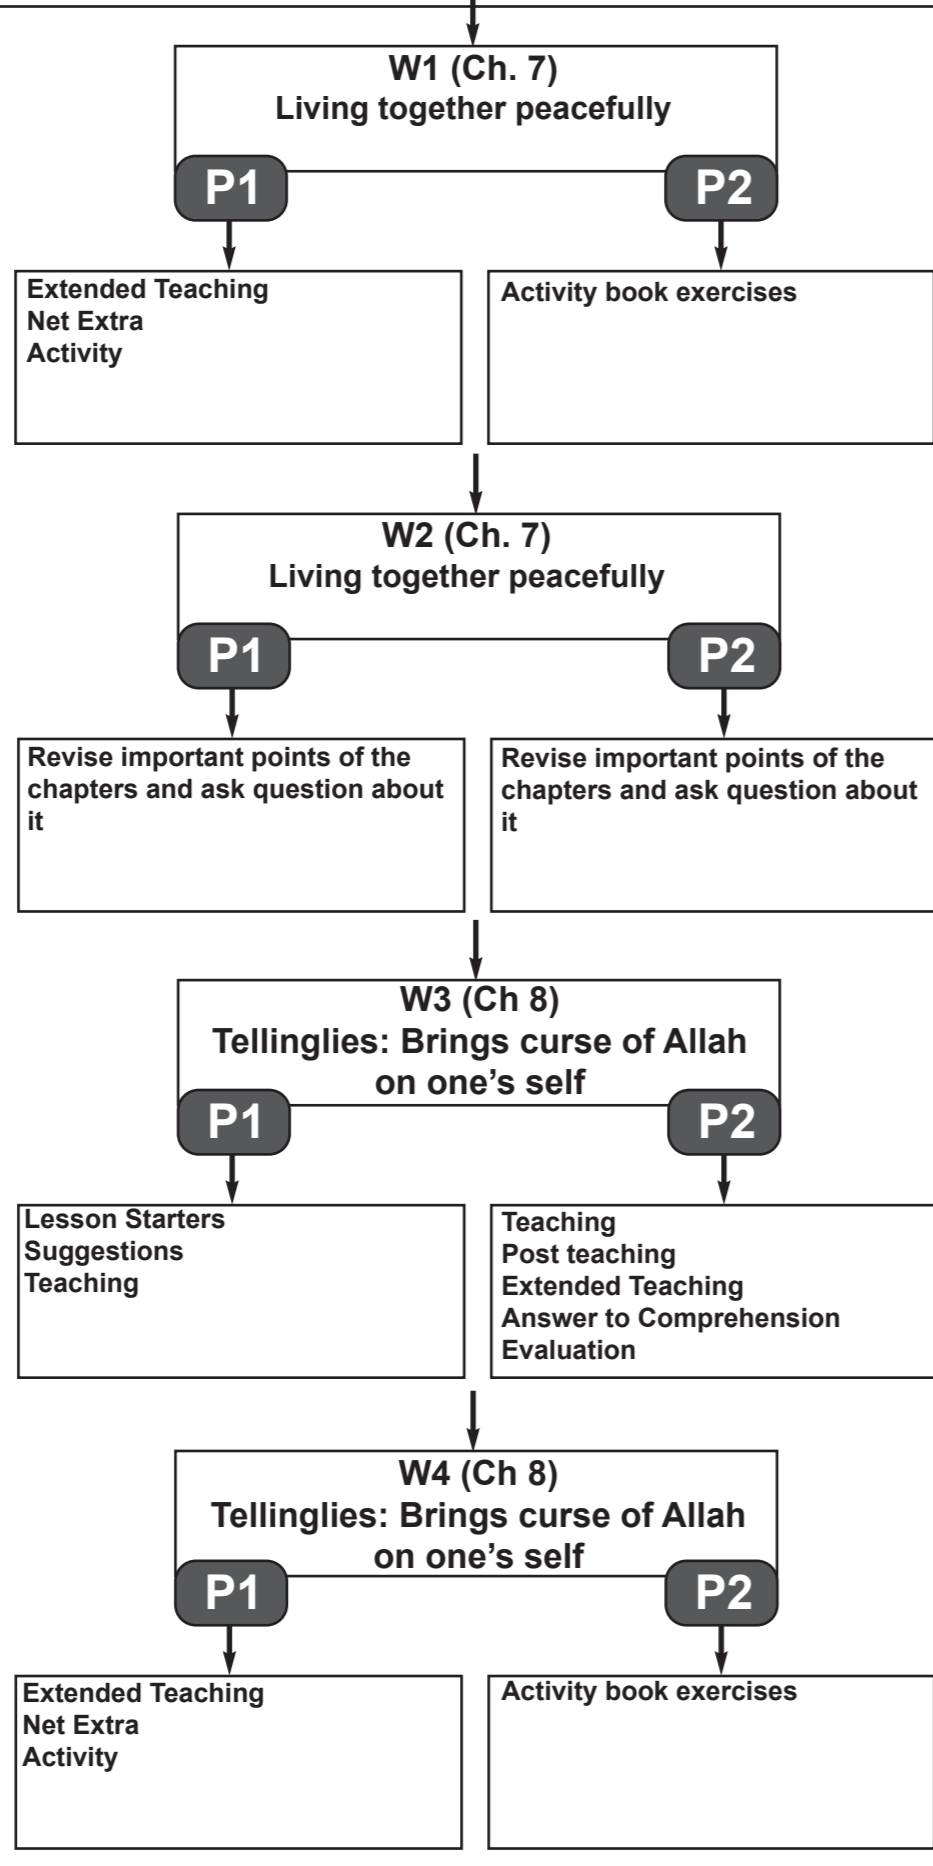 W1 (Ch. 7)
Living together peacefully
P1
P2
Extended Teaching
Net Extra
Activity
Activity book exercises
W2 (Ch. 7)
Living together peacefully
P1
P2
Revise important points of the
chapters and ask question about
it
Revise important points of the
chapters and ask question about
it
W3 (Ch 8)
Tellinglies: Brings curse of Allah
on one's self
P1
P2
Lesson Starters
Suggestions
Teaching
Teaching
Post teaching
Extended Teaching
Answer to Comprehension
Evaluation
W4 (Ch 8)
Tellinglies: Brings curse of Allah
on one's self
P1
P2
Extended Teaching
Net Extra
Activity
Activity book exercises